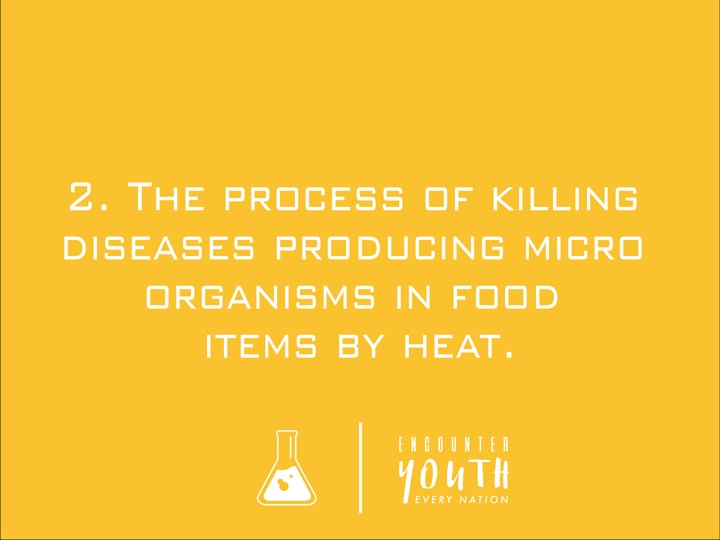 2. The process of killing
diseases producing micro
organisms in food
items by heat.
ENCOUNTER
YOUTH
EVERY NATION